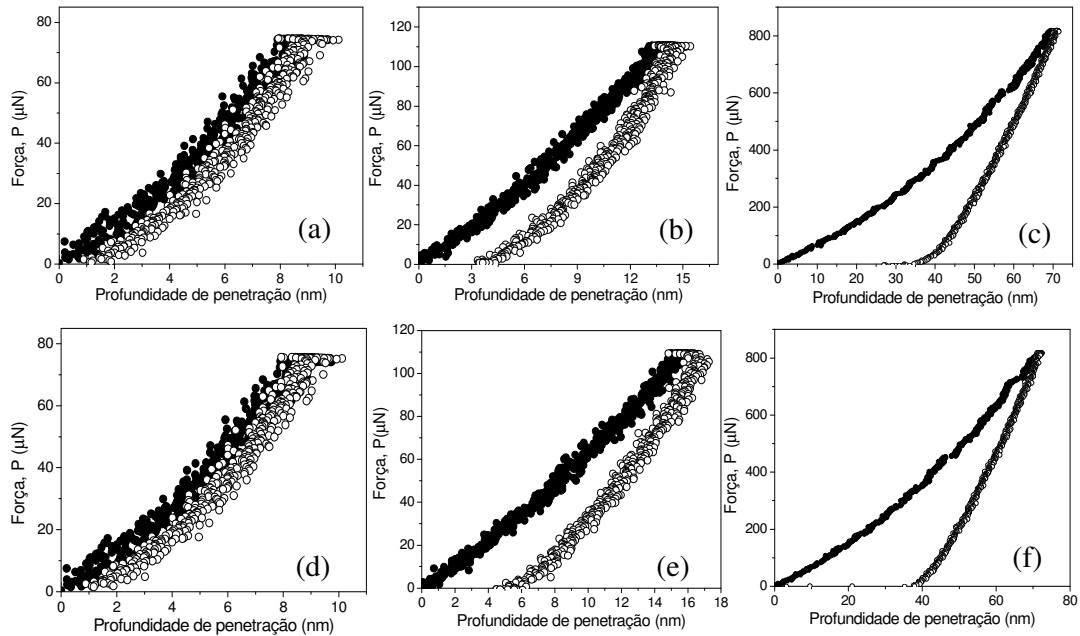 80
60
40
20
0
0 2 4 6 8 10
Força, P (µN)
Profundidade de penetração (nm)
(a)
120
100
80
60
40
20
0
0 3 6 9 12 15
Força, P (µN)
Profundidade de penetração (nm)
(b)
800
600
400
200
0
0 10 20 30 40 50 60 70
Força, P (µN)
Profundidade de penetração (nm)
(c)
80
60
40
20
0
0 2 4 6 8 10
Força, P (µN)
Profundidade de penetração (nm)
(d)
120
100
80
60
40
20
0
0 2 4 6 8 10 12 14 16 18
Força, P (µN)
Profundidade de penetração (nm)
(e)
800
600
400
200
0
0 20 40 60 80
Força, P (µN)
Profundidade de penetração (nm)
(f)